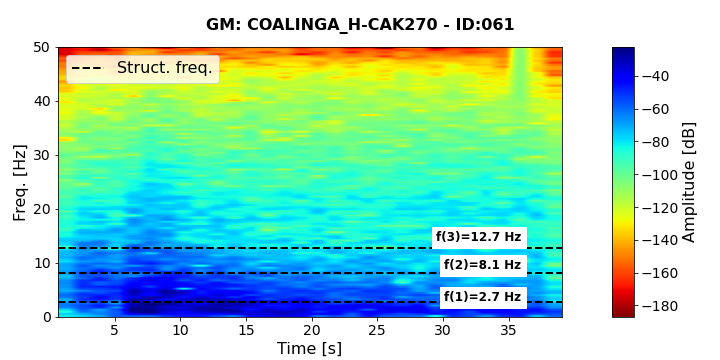 GM: COALINGA_H-CAK270 - ID:061
50
40
30
20
10
0
Freq. [Hz]
Struct. freq.
f(3)=12.7 Hz
f(2)=8.1 Hz
f(1)=2.7 Hz
5
10
15
20
25
30
35
Time [s]
−40
−60
−80
−100
−120
−140
−160
−180
Amplitude [dB]